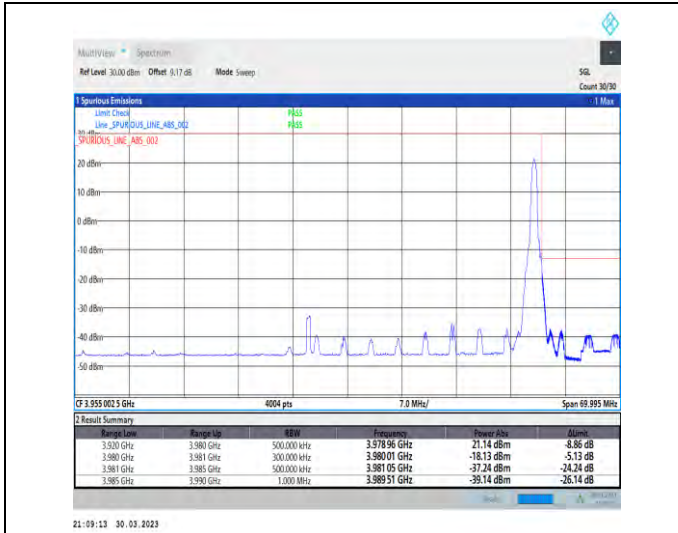 MultiView Spectrum
Ref Level 30.00 dBm Offset 9.17 dB Mode Sweep SGL
Count 30/30
1 Spurious Emissions 1 Max
Limit Check PASS
Line _SPURIOUS_LINE_ABS_002 PASS
30 dBm
_SPURIOUS_LINE_ABS_002
20 dBm
10 dBm
0 dBm
-10 dBm
-20 dBm
-30 dBm
-40 dBm
-50 dBm
CF 3.955 002 5 GHz 4004 pts 7.0 MHz/ Span 69.995 MHz
2 Result Summary
Range Low Range Up RBW Frequency Power Abs ΔLimit
3.920 GHz 3.980 GHz 500.000 kHz 3.978 96 GHz 21.14 dBm -8.86 dB
3.980 GHz 3.981 GHz 300.000 kHz 3.980 01 GHz -18.13 dBm -5.13 dB
3.981 GHz 3.985 GHz 500.000 kHz 3.981 05 GHz -37.24 dBm -24.24 dB
3.985 GHz 3.990 GHz 1.000 MHz 3.989 51 GHz -39.14 dBm -26.14 dB
21:09:13 30.03.2023